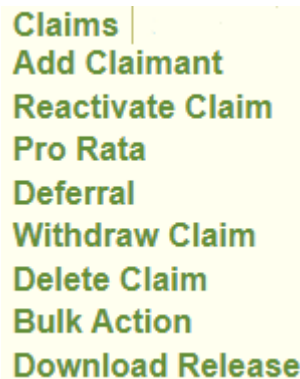 Claims
Add Claimant
Reactivate Claim
Pro Rata
Deferral
Withdraw Claim
Delete Claim
Bulk Action
Download Release